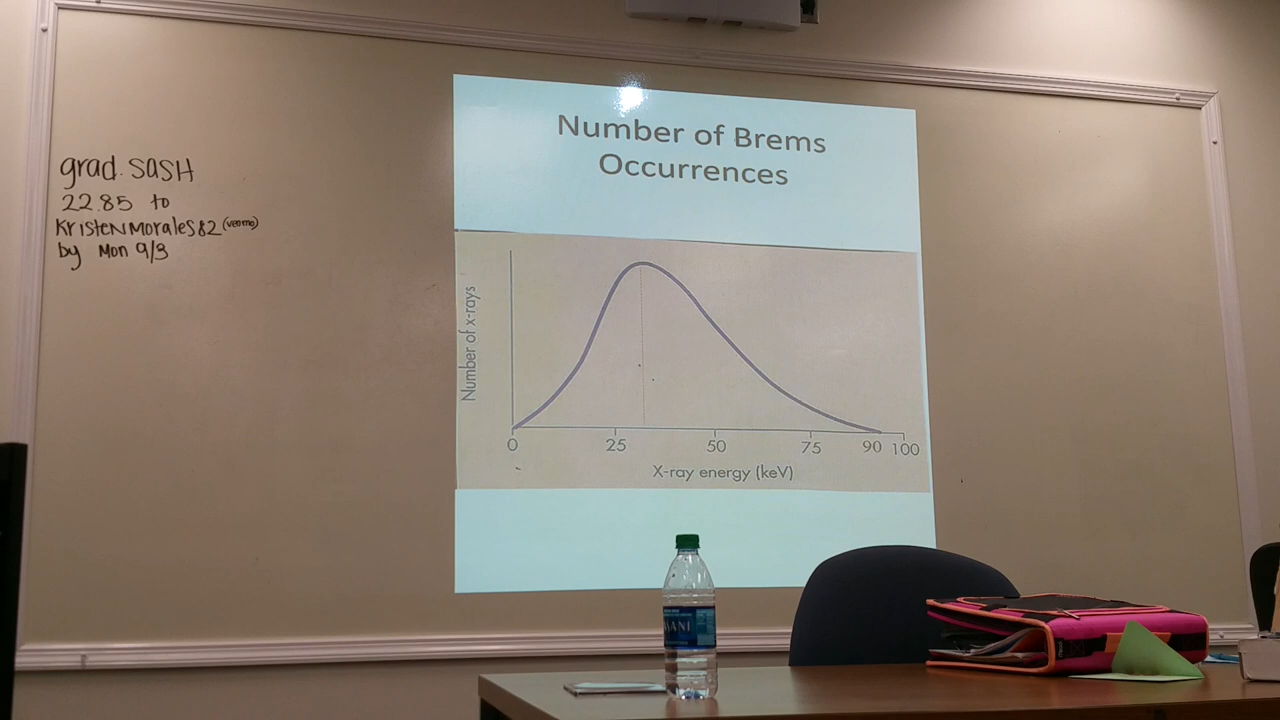 grad. SASH
22.85 to
KristeNMorales82 (venmo)
by Mon 9/3
Number of Brems
Occurrences
Number of x-rays
0 25 50 75 90 100
X-ray energy (keV)